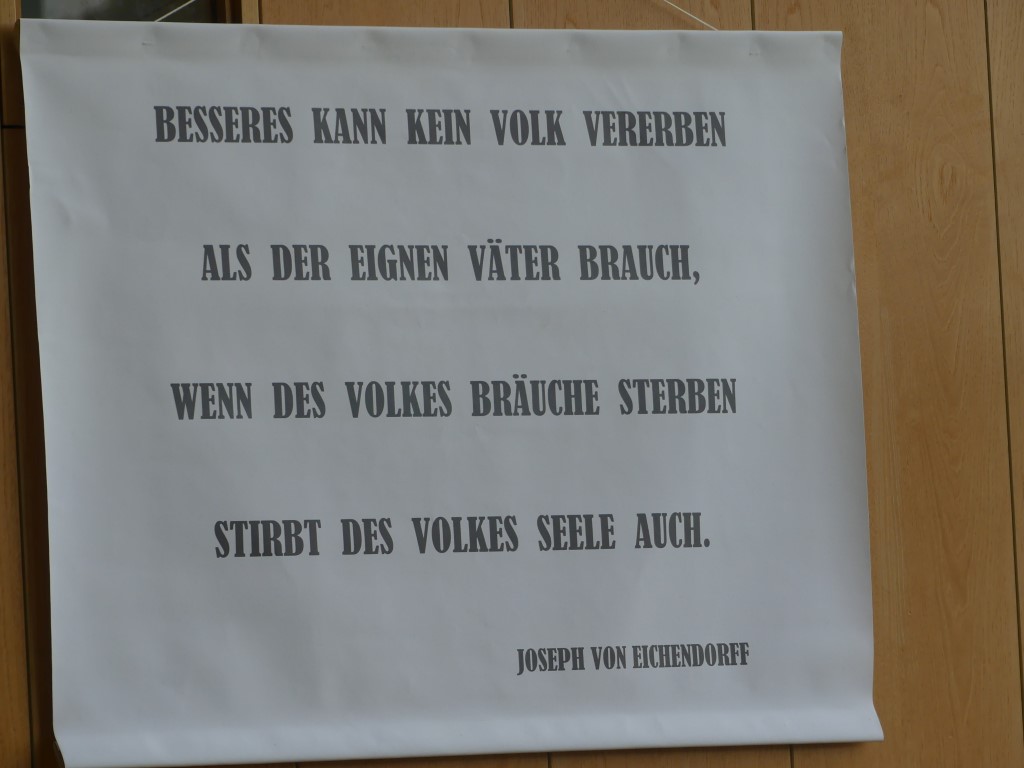 BESSERES KANN KEIN VOLK VERERBEN
ALS DER EIGNEN VÄTER BRAUCH,
WENN DES VOLKES BRÄUCHE STERBEN
STIRBT DES VOLKES SEELE AUCH.
JOSEPH VON EICHENDORFF